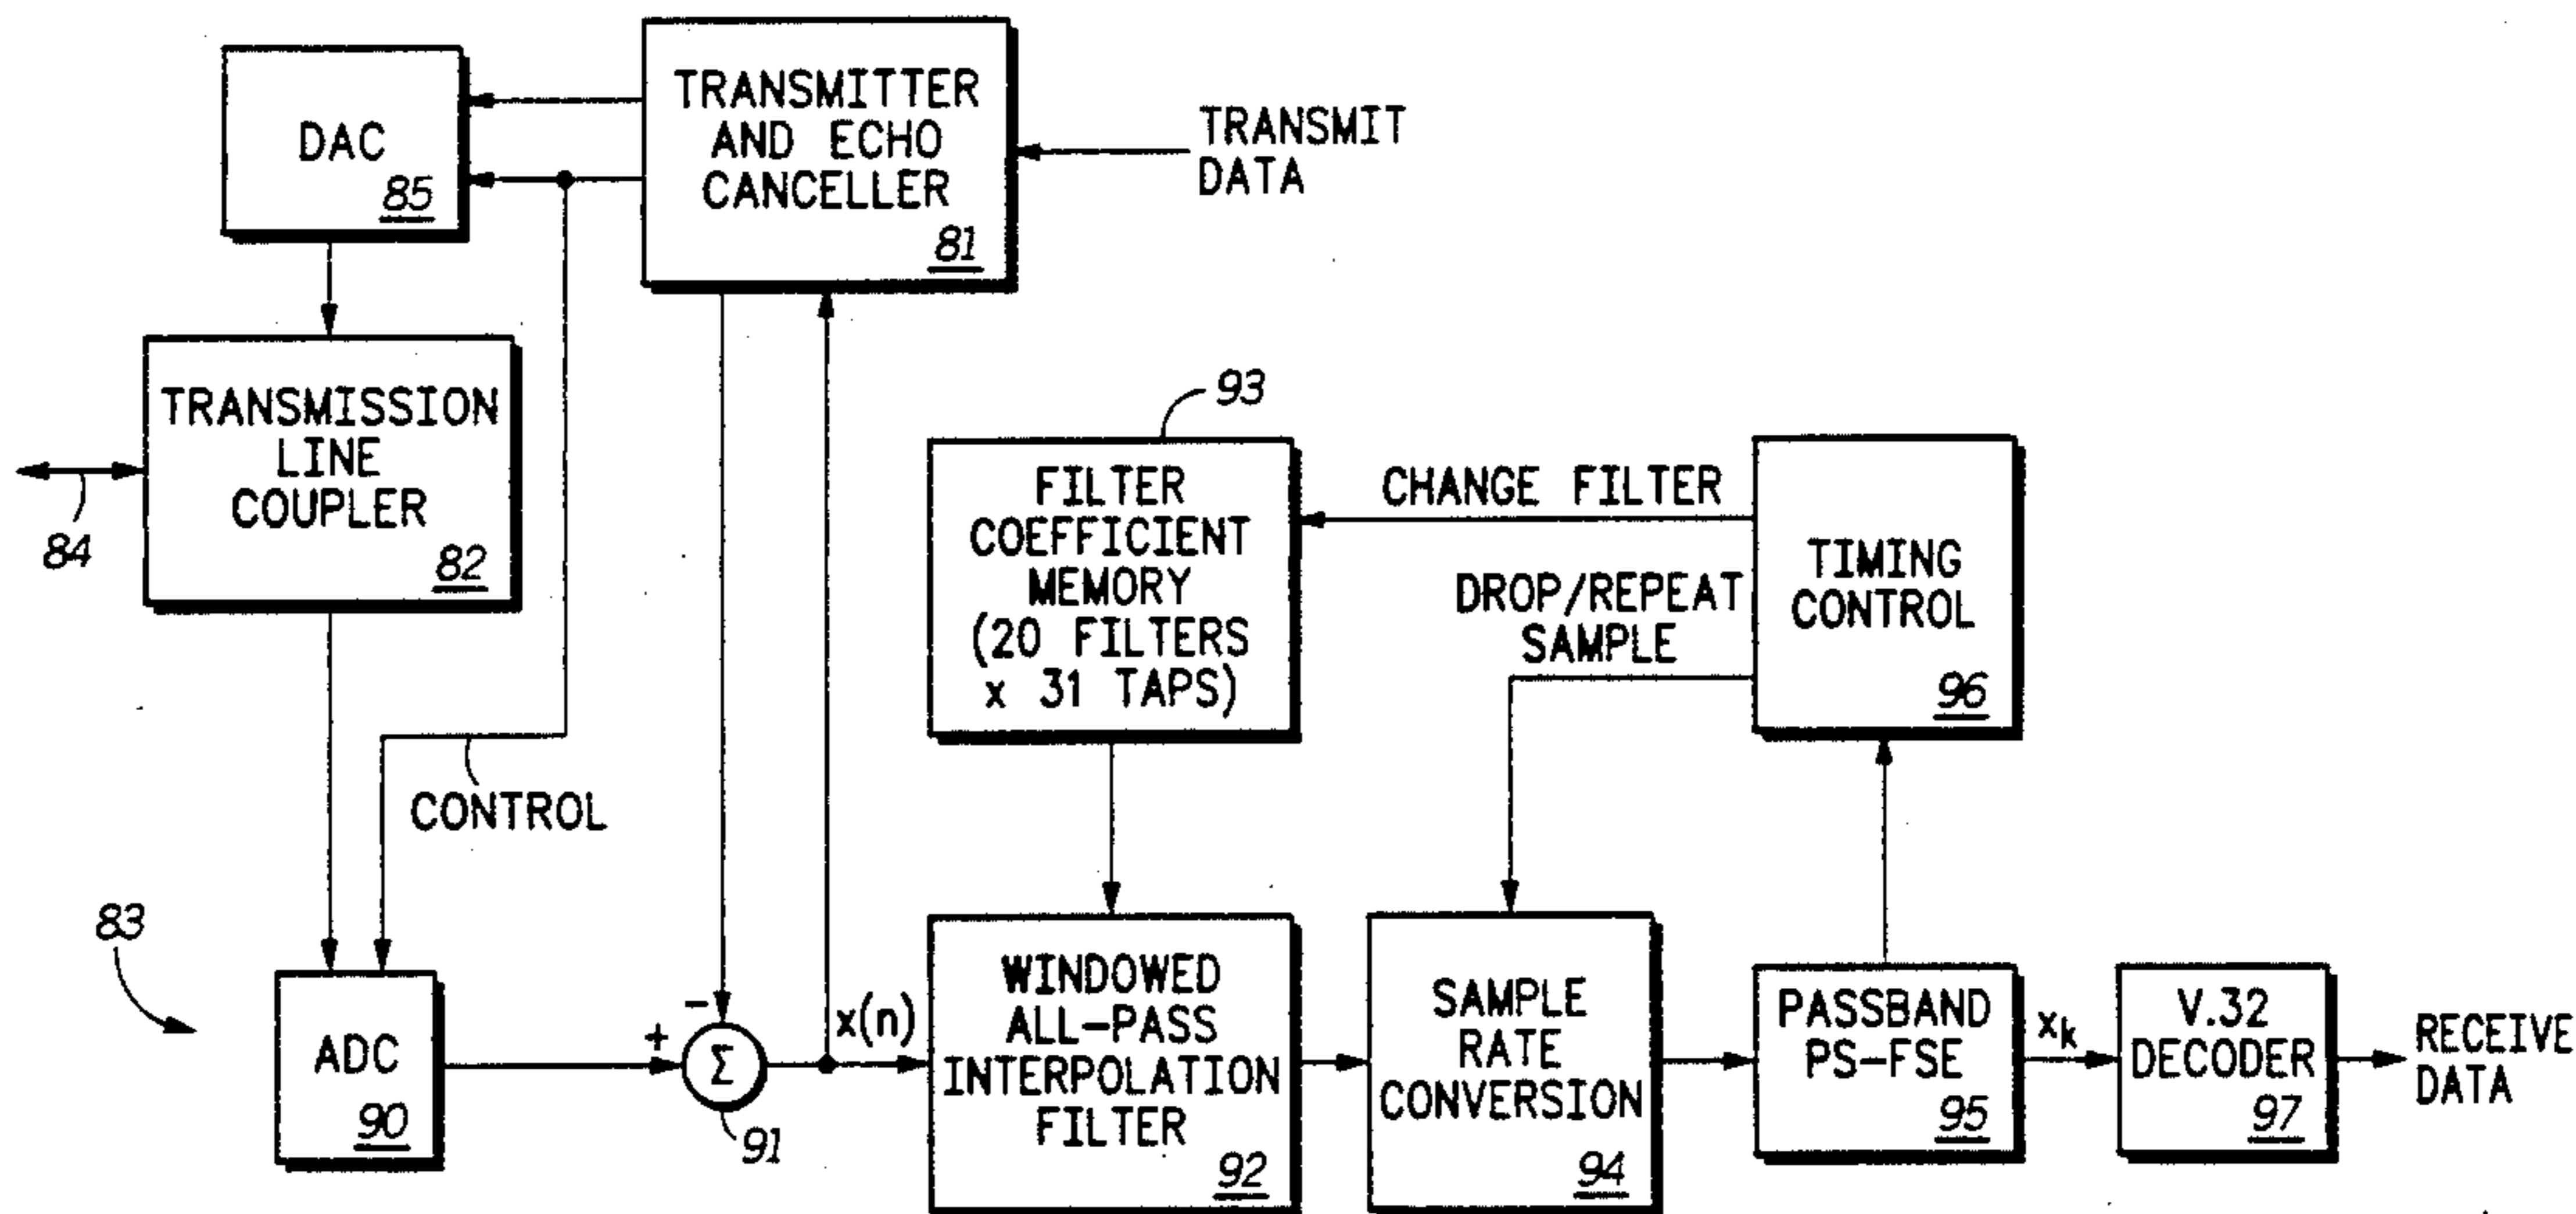 DAC
85
TRANSMITTER
AND ECHO
CANCELLER
81
TRANSMIT
DATA
TRANSMISSION
LINE
COUPLER
82
84
CONTROL
83
93
FILTER
COEFFICIENT
MEMORY
(20 FILTERS
x 31 TAPS)
CHANGE FILTER
DROP/REPEAT
SAMPLE
TIMING
CONTROL
96
ADC
90
+
-
Σ
91
x(n)
WINDOWED
ALL-PASS
INTERPOLATION
FILTER
92
SAMPLE
RATE
CONVERSION
94
PASSBAND
PS-FSE
95
xk
V.32
DECODER
97
RECEIVE
DATA